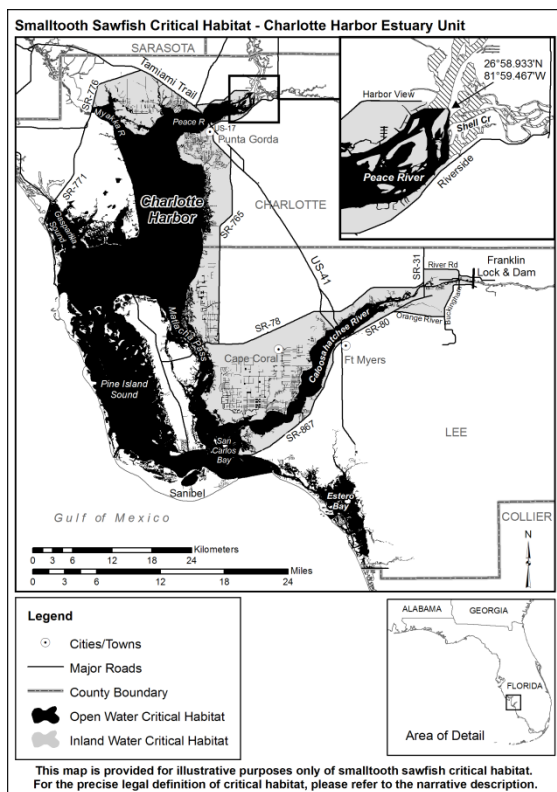 Smalltooth Sawfish Critical Habitat - Charlotte Harbor Estuary Unit
SARASOTA
Tamiami Trail
SR-776
Myakka R
Peace R
US-17
Punta Gorda
SR-771
Gasparilla Sound
Charlotte
Harbor
CHARLOTTE
SR-765
US-41
26°58.933'N
81°59.467'W
Harbor View
Shell Cr
Peace River
Riverside
SR-31
River Rd
Franklin
Lock & Dam
Buckingham
Orange River
SR-78
SR-80
Matlacha Pass
Cape Coral
Caloosahatchee River
Ft Myers
Pine Island
Sound
SR-867
San
Carlos
Bay
LEE
Sanibel
Estero
Bay
Gulf of Mexico
COLLIER
N
Kilometers
0 3 6 12 18 24
Miles
0 3 6 12 18 24
Legend
Cities/Towns
Major Roads
County Boundary
Open Water Critical Habitat
Inland Water Critical Habitat
ALABAMA
GEORGIA
FLORIDA
Area of Detail
This map is provided for illustrative purposes only of smalltooth sawfish critical habitat.
For the precise legal definition of critical habitat, please refer to the narrative description.